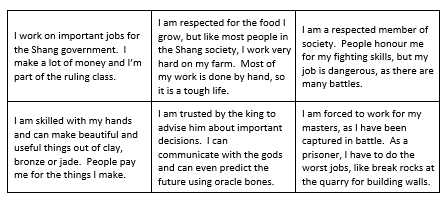 I work on important jobs for
the Shang government.  I
make a lot of money and I'm
part of the ruling class.
I am respected for the food I
grow, but like most people in
the Shang society, I work very
hard on my farm.  Most of
my work is done by hand, so
it is a tough life.
I am a respected member of
society.  People honour me
for my fighting skills, but my
job is dangerous, as there are
many battles.
I am skilled with my hands
and can make beautiful and
useful things out of clay,
bronze or jade.  People pay
me for the things I make.
I am trusted by the king to
advise him about important
decisions.  I can
communicate with the gods
and can even predict the
future using oracle bones.
I am forced to work for my
masters, as I have been
captured in battle.  As a
prisoner, I have to do the
worst jobs, like break rocks at
the quarry for building walls.